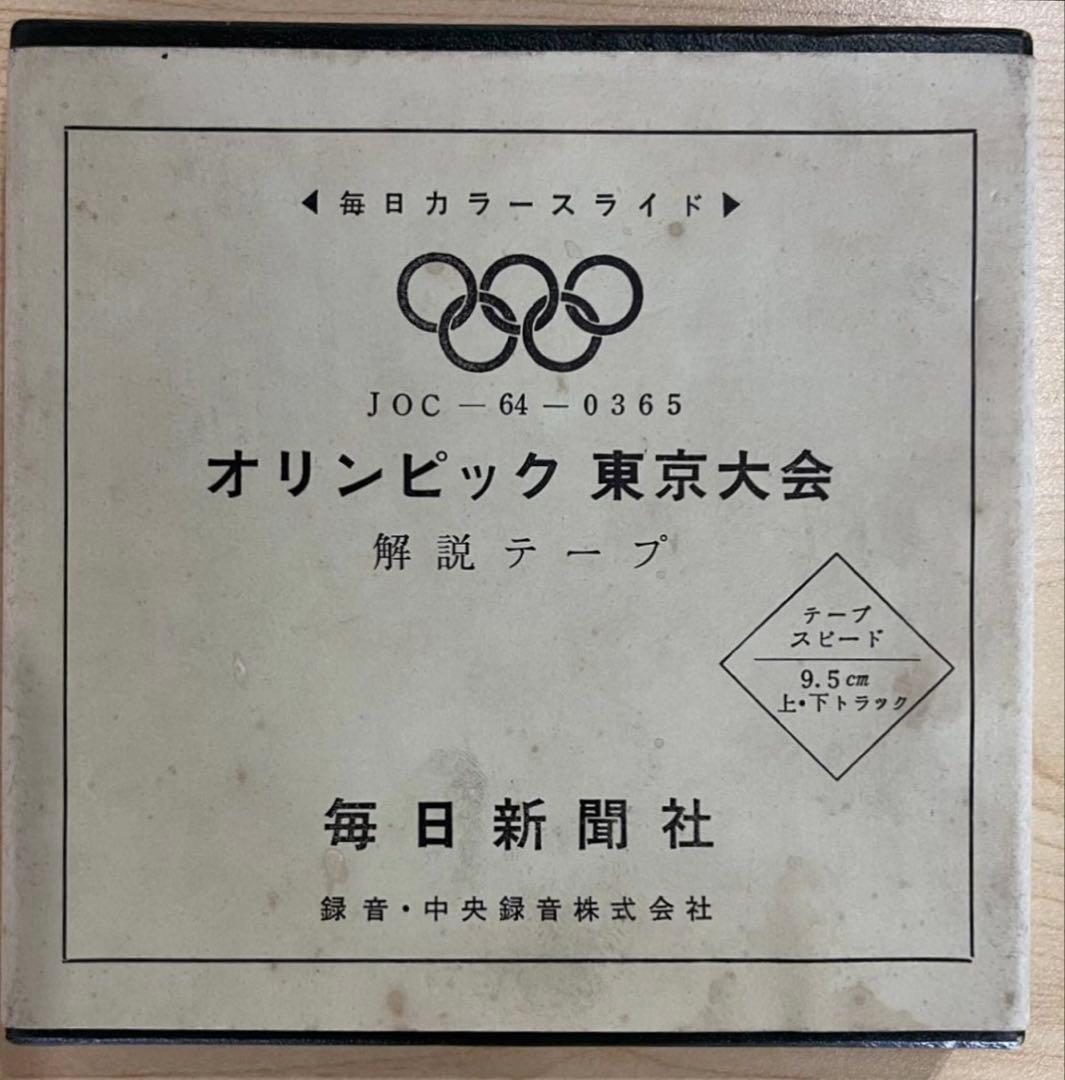 ◀毎日カラースライド▶
JOC－64－0365
オリンピック 東京大会
解説テープ
テープ
スピード
9.5cm
上・下トラック
毎日新聞社
録音・中央録音株式会社